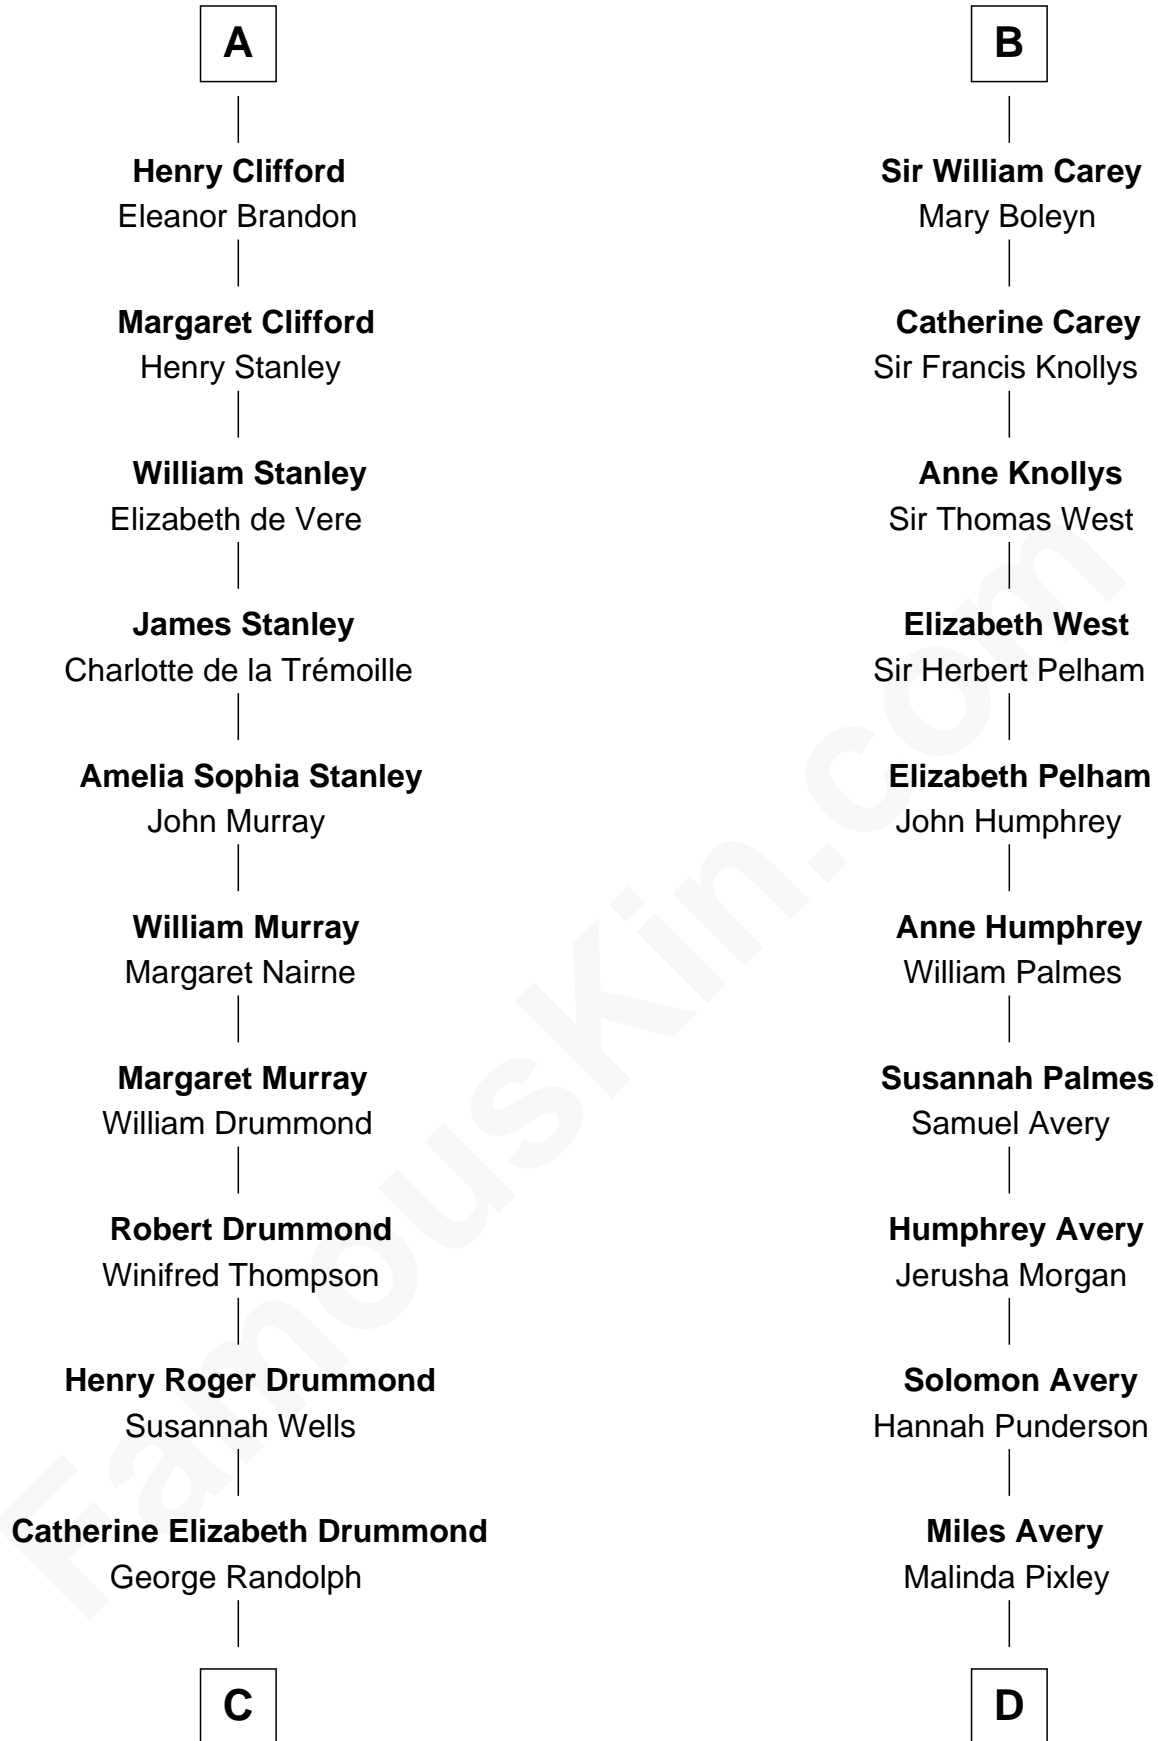 A
Henry Clifford
Eleanor Brandon
Margaret Clifford
Henry Stanley
William Stanley
Elizabeth de Vere
James Stanley
Charlotte de la Trémoille
Amelia Sophia Stanley
John Murray
William Murray
Margaret Nairne
Margaret Murray
William Drummond
Robert Drummond
Winifred Thompson
Henry Roger Drummond
Susannah Wells
Catherine Elizabeth Drummond
George Randolph
C
B
Sir William Carey
Mary Boleyn
Catherine Carey
Sir Francis Knollys
Anne Knollys
Sir Thomas West
Elizabeth West
Sir Herbert Pelham
Elizabeth Pelham
John Humphrey
Anne Humphrey
William Palmes
Susannah Palmes
Samuel Avery
Humphrey Avery
Jerusha Morgan
Solomon Avery
Hannah Punderson
Miles Avery
Malinda Pixley
D
FamousKin.com